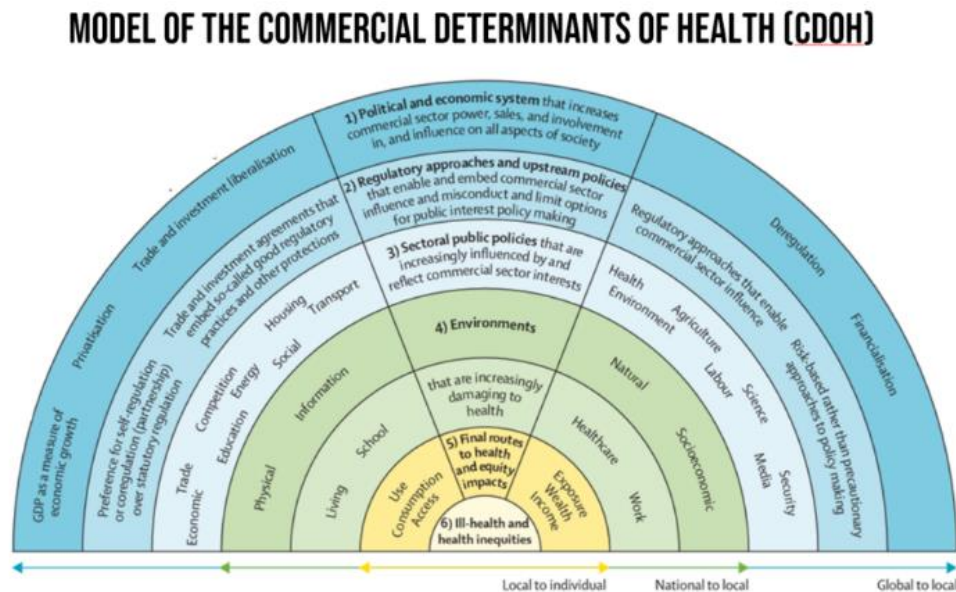 MODEL OF THE COMMERCIAL DETERMINANTS OF HEALTH (CDOH)
1) Political and economic system that increases
commercial sector power, sales, and involvement
in, and influence on all aspects of society
GDP as a measure of
economic growth
Privatisation
Trade and investment liberalisation
Deregulation
Financialisation
2) Regulatory approaches and upstream policies
that enable and embed commercial sector
influence and misconduct and limit options
for public interest policy making
Preference for self-regulation
or coregulation (partnership)
over statutory regulation
Trade and investment agreements that
embed so-called good regulatory
practices and other protections
Regulatory approaches that enable
commercial sector influence
Risk-based rather than precautionary
approaches to policy making
3) Sectoral public policies that are
increasingly influenced by and
reflect commercial sector interests
Trade
Economic
Education
Competition
Energy
Social
Housing
Transport
Health
Environment
Agriculture
Labour
Science
Media
Security
4) Environments
Physical
Information
Natural
Socioeconomic
that are increasingly
damaging to
health
Living
School
Healthcare
Work
5) Final routes
to health
and equity
impacts
Use
Consumption
Access
Exposure
Wealth
Income
6) Ill-health and
health inequities
Local to individual
National to local
Global to local